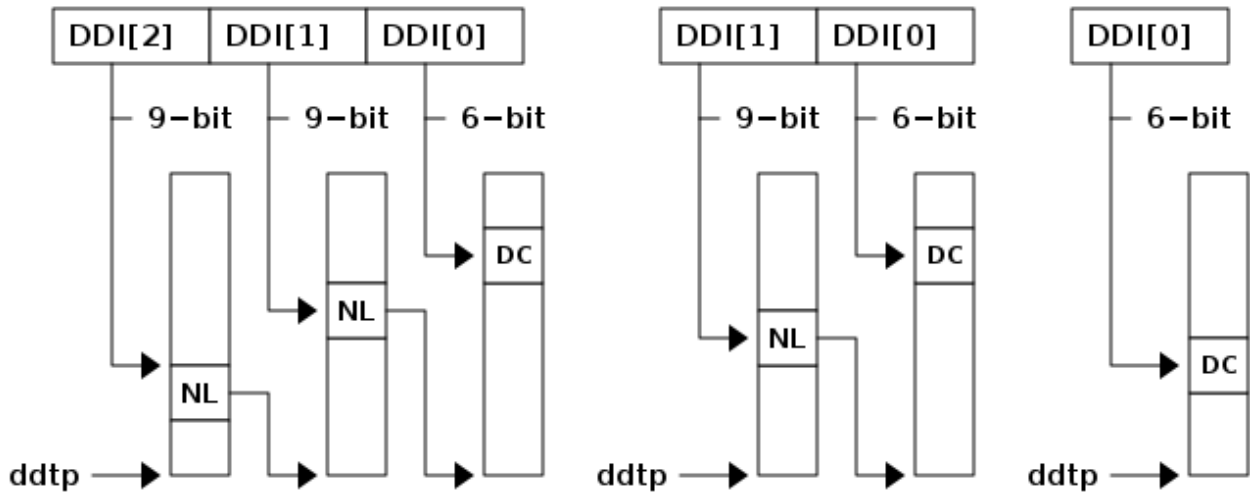 DDI[2] DDI[1] DDI[0] DDI[1] DDI[0] DDI[0]
9-bit 9-bit 6-bit 9-bit 6-bit 6-bit
DC DC
NL
NL
DC
NL
ddtp ddtp ddtp